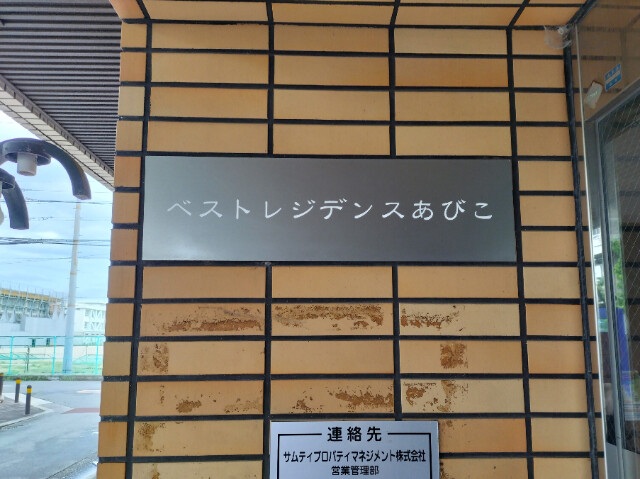 ベストレジデンスあびこ
連絡先
サムティプロパティマネジメント株式会社
営業管理部